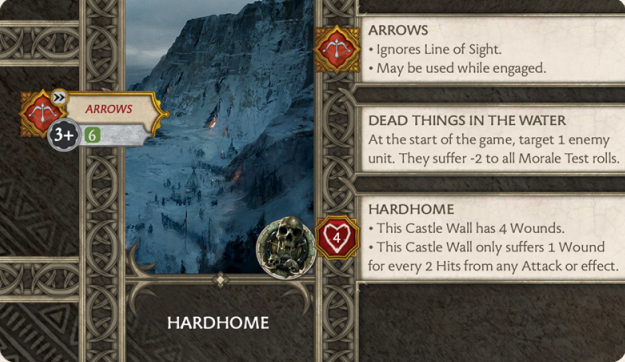 ARROWS
3+
6
HARDHOME
ARROWS
• Ignores Line of Sight.
• May be used while engaged.
DEAD THINGS IN THE WATER
At the start of the game, target 1 enemy
unit. They suffer -2 to all Morale Test rolls.
4
HARDHOME
• This Castle Wall has 4 Wounds.
• This Castle Wall only suffers 1 Wound
for every 2 Hits from any Attack or effect.